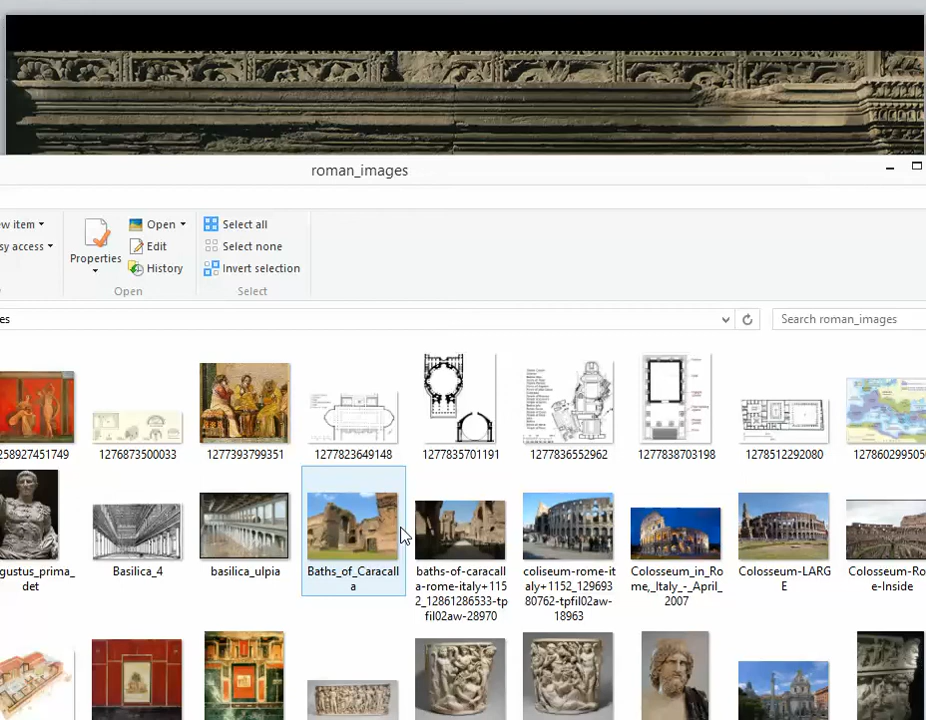 roman_images
w item
Open
Select all
sy access
Properties
Edit
Select none
History
Invert selection
Open
Select
es
Search roman_images
258927451749
1276873500033
1277393799351
1277823649148
1277835701191
1277836552962
1277838703198
1278512292080
127860299505
gustus_prima_
det
Basilica_4
basilica_ulpia
Baths_of_Caracall
a
baths-of-caracall
a-rome-italy+115
2_12861286533-tp
fil02aw-28970
coliseum-rome-it
aly+1152_129693
80762-tpfil02aw-
18963
Colosseum_in_Ro
me,_Italy_-_April_
2007
Colosseum-LARG
E
Colosseum-Ro
e-Inside